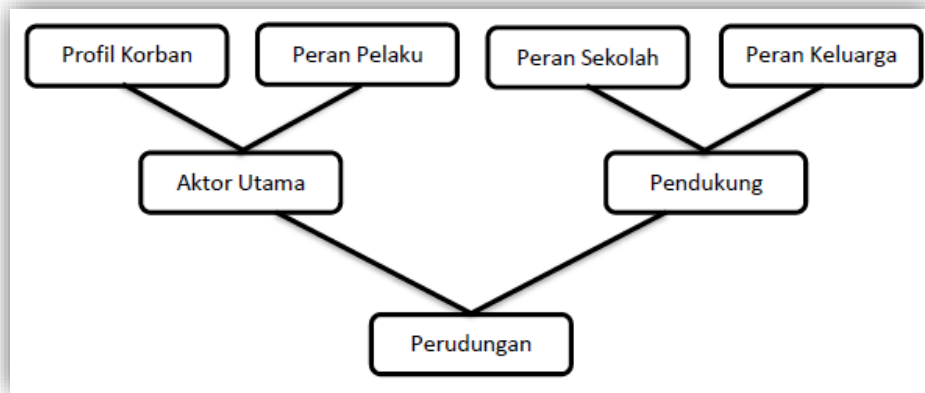 Profil Korban
Peran Pelaku
Peran Sekolah
Peran Keluarga
Aktor Utama
Pendukung
Perudungan